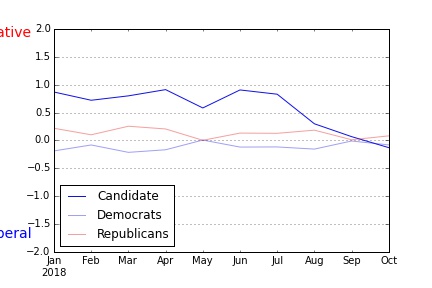 ative
2.0
1.5
1.0
0.5
0.0
−0.5
−1.0
−1.5
−2.0
beral
Candidate
Democrats
Republicans
Jan Feb Mar Apr May Jun Jul Aug Sep Oct
2018